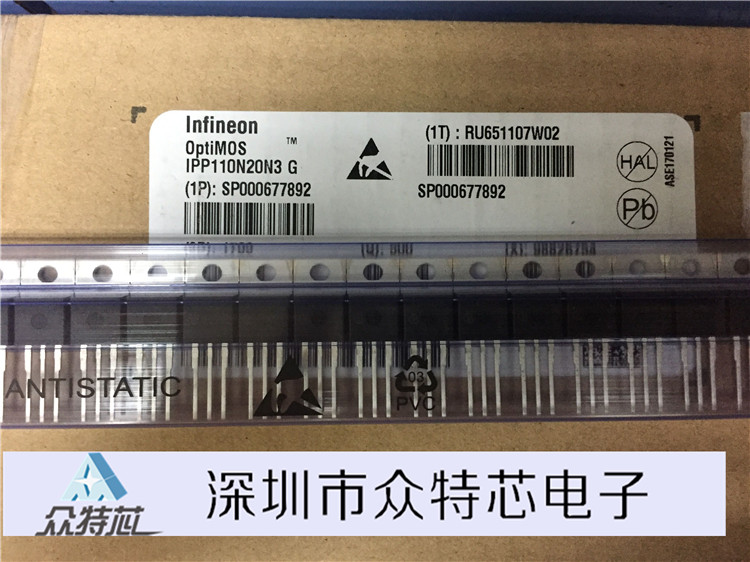 Infineon
OptiMOS ™
IPP110N20N3 G
(1P): SP000677892
(1T) : RU651107W02
SP000677892
HAL
Pb
ASE170121
ANTISTATIC
03
PVC
众特芯
深圳市众特芯电子